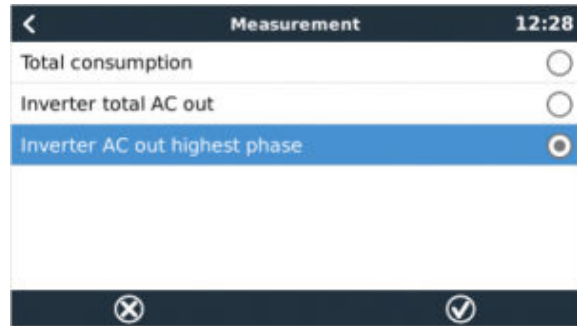 Measurement 12:28
Total consumption
Inverter total AC out
Inverter AC out highest phase